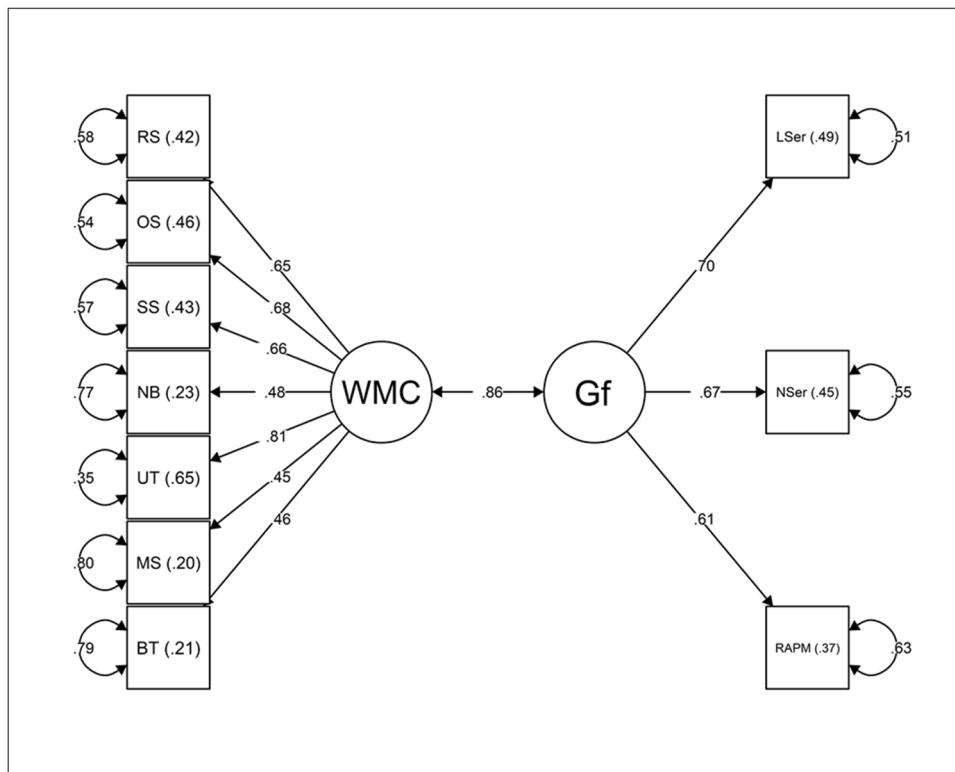 .58
RS (.42)
.54
OS (.46)
.57
SS (.43)
.77
NB (.23)
.35
UT (.65)
.80
MS (.20)
.79
BT (.21)
.65
.68
.66
.48
.81
.45
.46
WMC
.86
Gf
.70
.67
.61
LSer (.49)
.51
NSer (.45)
.55
RAPM (.37)
.63